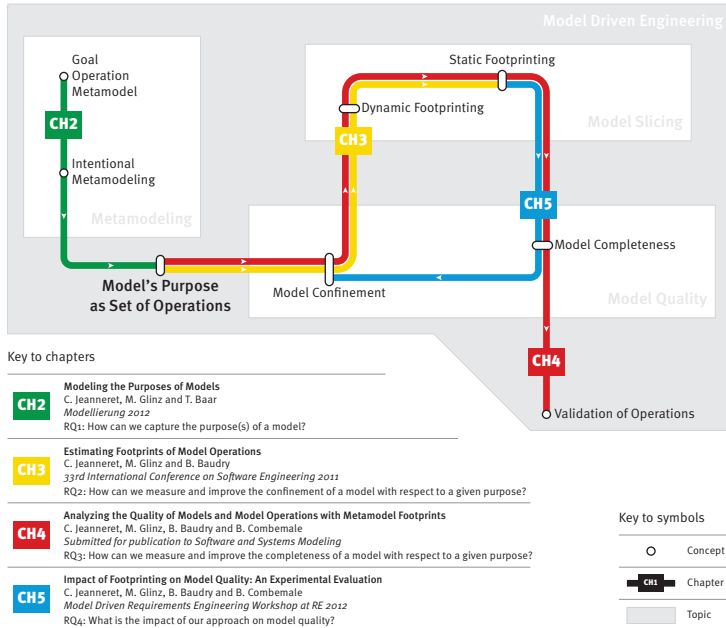 Model Driven Engineering
Goal
Operation
Metamodel
CH2
Intentional
Metamodeling
Metamodeling
Static Footprinting
Dynamic Footprinting
CH3
Model Slicing
CH5
Model Completeness
Model's Purpose
as Set of Operations
Model Confinement
Model Quality
CH4
Validation of Operations
Key to chapters
CH2
Modeling the Purposes of Models
C. Jeanneret, M. Glinz and T. Baar
Modellierung 2012
RQ1: How can we capture the purpose(s) of a model?
CH3
Estimating Footprints of Model Operations
C. Jeanneret, M. Glinz and B. Baudry
33rd International Conference on Software Engineering 2011
RQ2: How can we measure and improve the confinement of a model with respect to a given purpose?
CH4
Analyzing the Quality of Models and Model Operations with Metamodel Footprints
C. Jeanneret, M. Glinz, B. Baudry and B. Combemale
Submitted for publication to Software and Systems Modeling
RQ3: How can we measure and improve the completeness of a model with respect to a given purpose?
CH5
Impact of Footprinting on Model Quality: An Experimental Evaluation
C. Jeanneret, M. Glinz, B. Baudry and B. Combemale
Model Driven Requirements Engineering Workshop at RE 2012
RQ4: What is the impact of our approach on model quality?
Key to symbols
Concept
CH1 Chapter
Topic